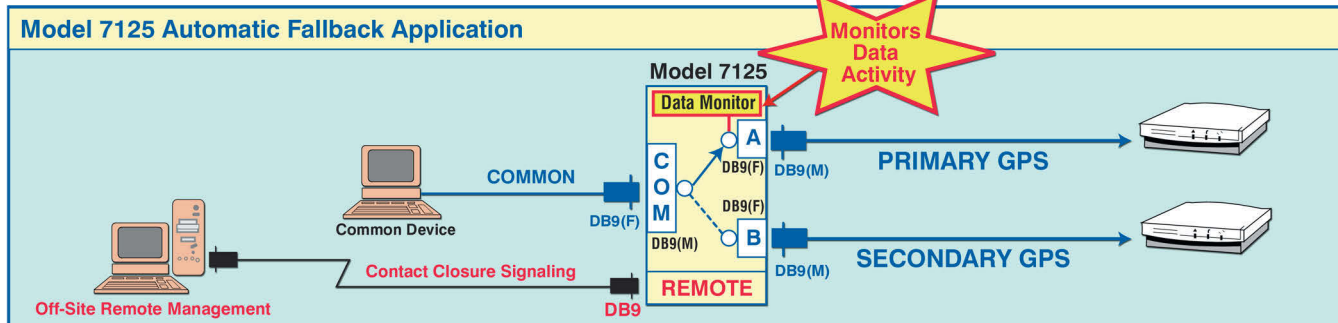 Model 7125 Automatic Fallback Application
Monitors
Data
Activity
Model 7125
Data Monitor
A
DB9(F)
DB9(M)
PRIMARY GPS
COMMON
DB9(F)
COM
DB9(M)
Common Device
DB9(F)
B
DB9(M)
SECONDARY GPS
Contact Closure Signaling
DB9
REMOTE
Off-Site Remote Management